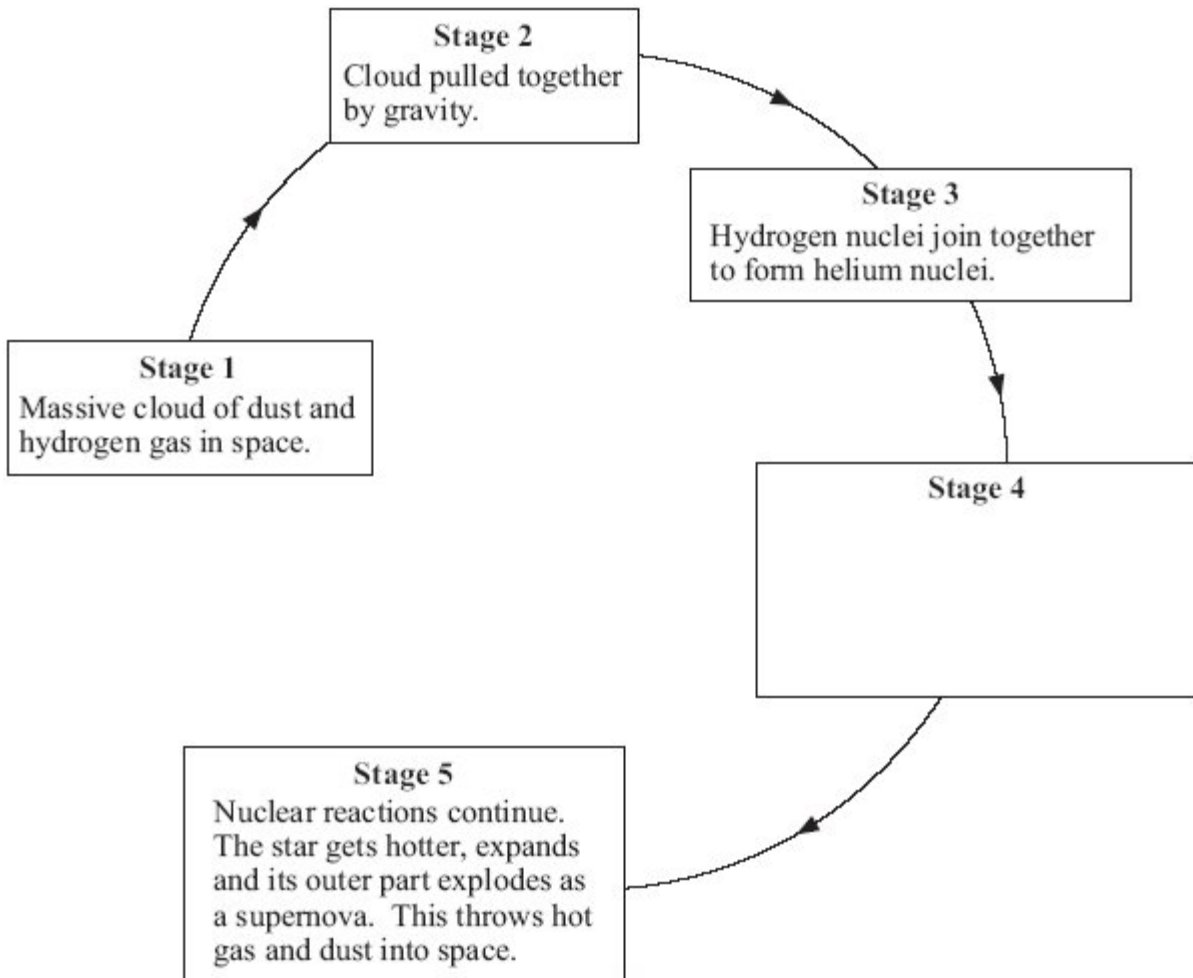 Stage 1
Massive cloud of dust and
hydrogen gas in space.
Stage 2
Cloud pulled together
by gravity.
Stage 3
Hydrogen nuclei join together
to form helium nuclei.
Stage 4
Stage 5
Nuclear reactions continue.
The star gets hotter, expands
and its outer part explodes as
a supernova. This throws hot
gas and dust into space.